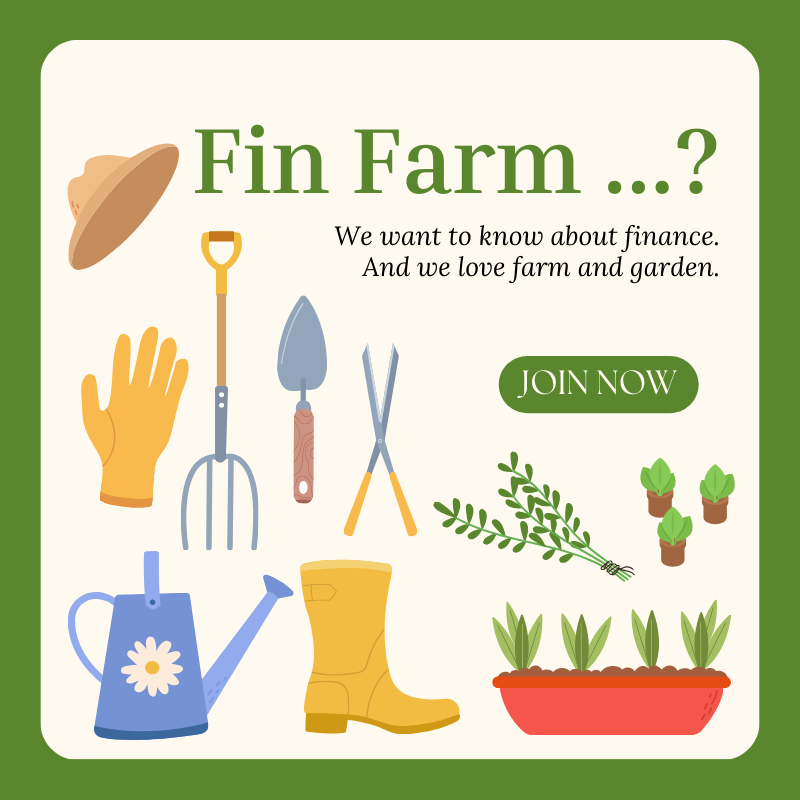 Fin Farm ...?
We want to know about finance.
And we love farm and garden.
JOIN NOW